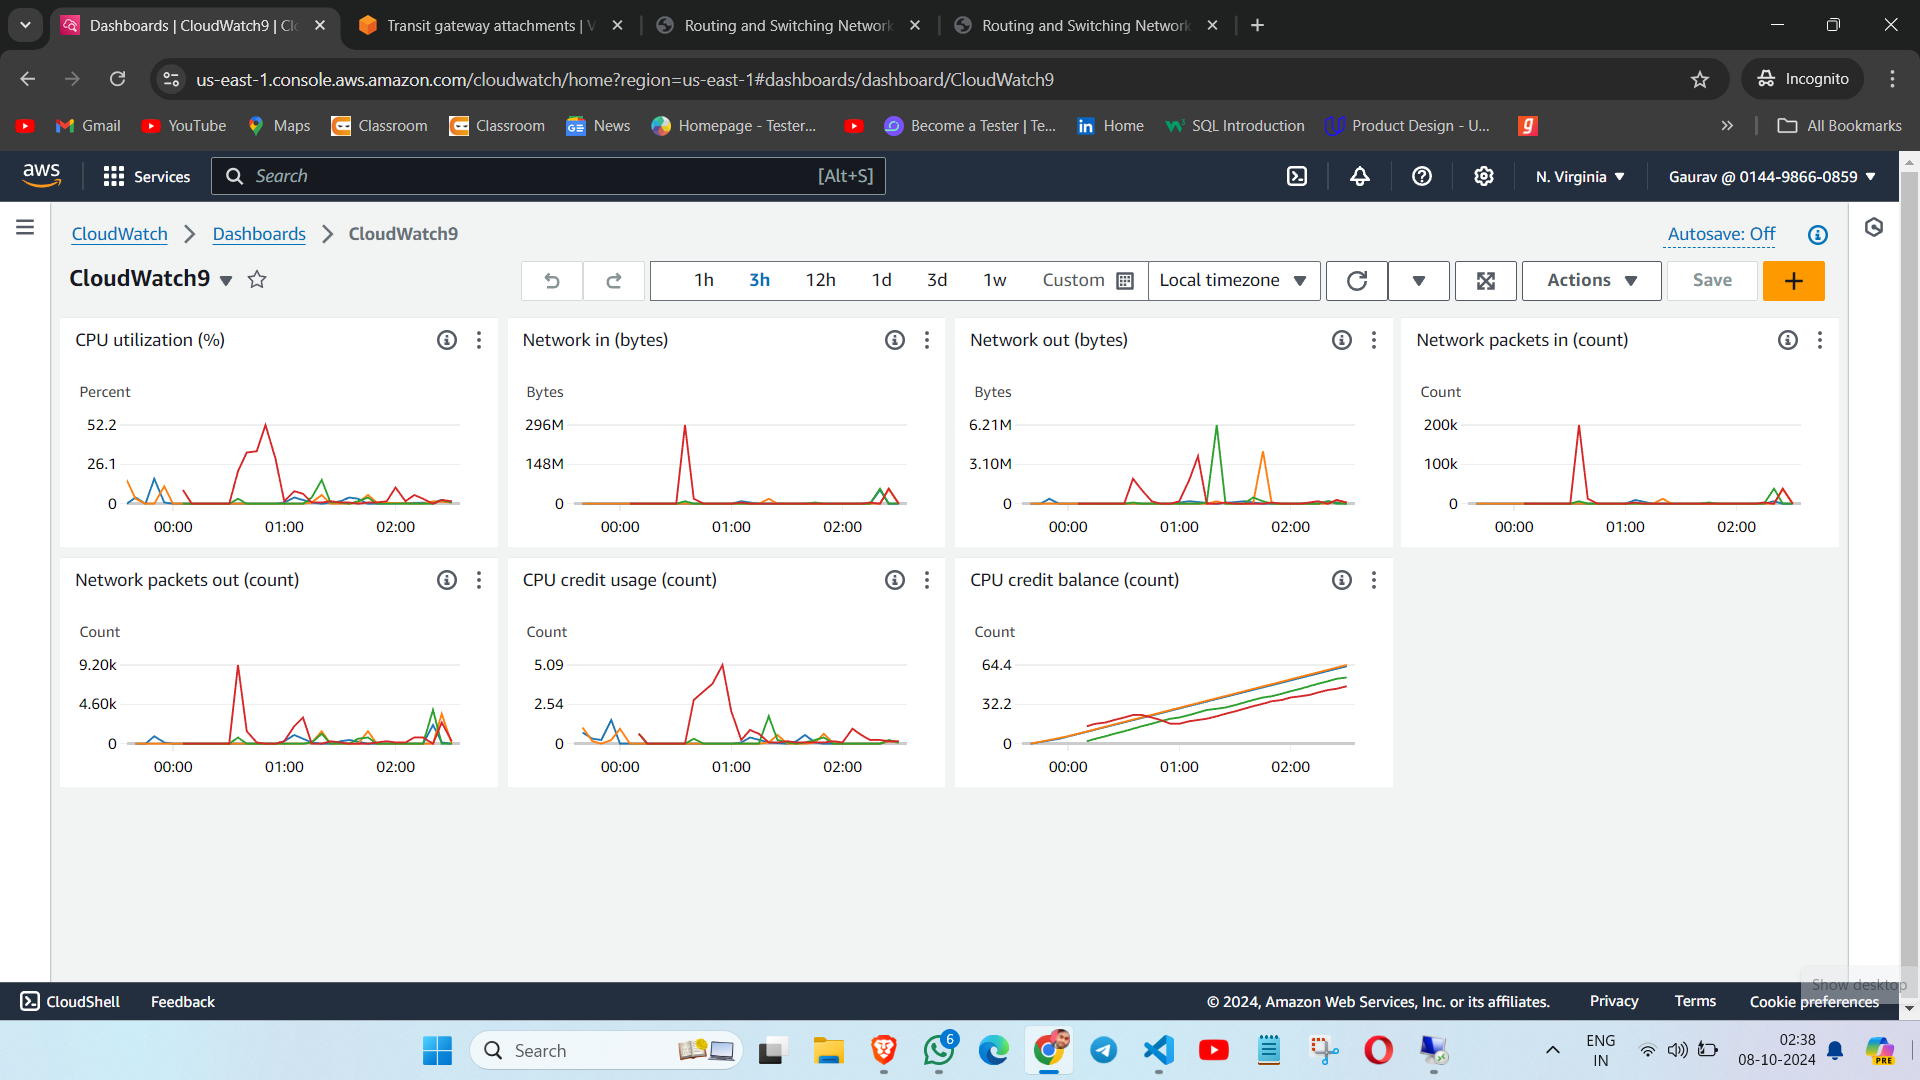 Dashboards | CloudWatch9 | Clo
Transit gateway attachments | V
Routing and Switching Network
Routing and Switching Network
us-east-1.console.aws.amazon.com/cloudwatch/home?region=us-east-1#dashboards/dashboard/CloudWatch9
Incognito
Gmail
YouTube
Maps
Classroom
Classroom
News
Homepage - Tester...
Become a Tester | Te...
Home
SQL Introduction
Product Design - U...
All Bookmarks
aws
Services
Search
[Alt+S]
N. Virginia
Gaurav @ 0144-9866-0859
CloudWatch
Dashboards
CloudWatch9
Autosave: Off
CloudWatch9
1h
3h
12h
1d
3d
1w
Custom
Local timezone
Actions
Save
CPU utilization (%)
Percent
52.2
26.1
0
00:00
01:00
02:00
Network in (bytes)
Bytes
296M
148M
0
00:00
01:00
02:00
Network out (bytes)
Bytes
6.21M
3.10M
0
00:00
01:00
02:00
Network packets in (count)
Count
200k
100k
0
00:00
01:00
02:00
Network packets out (count)
Count
9.20k
4.60k
0
00:00
01:00
02:00
CPU credit usage (count)
Count
5.09
2.54
0
00:00
01:00
02:00
CPU credit balance (count)
Count
64.4
32.2
0
00:00
01:00
02:00
Show desktop
CloudShell
Feedback
© 2024, Amazon Web Services, Inc. or its affiliates.
Privacy
Terms
Cookie preferences
Search
6
ENG
IN
02:38
08-10-2024
PRE